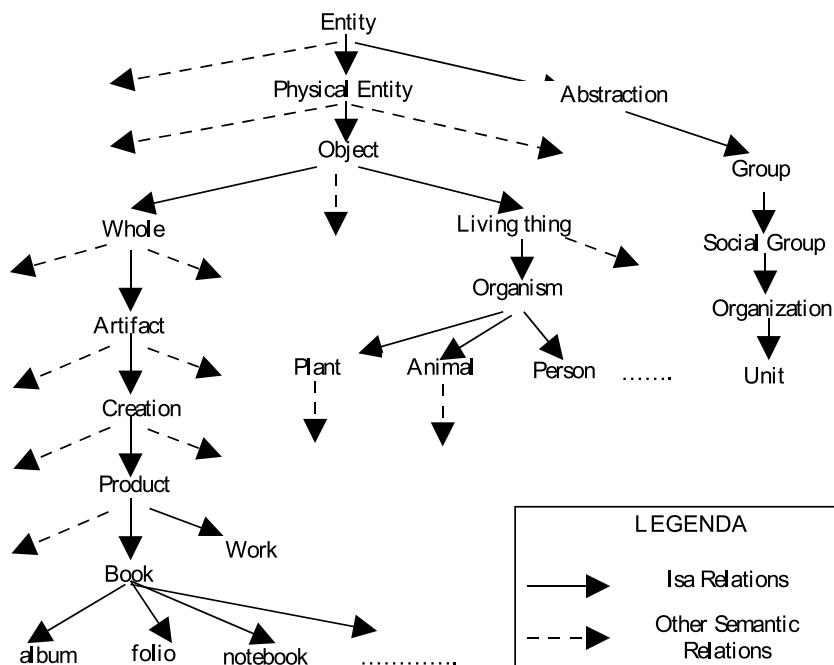 Entity
Physical Entity
Abstraction
Object
Group
Whole
Living thing
Social Group
Organism
Organization
Artifact
Plant
Animal
Person
.......
Unit
Creation
Product
LEGENDA
Work
Book
Isa Relations
album
folio
notebook
..............
Other Semantic
Relations